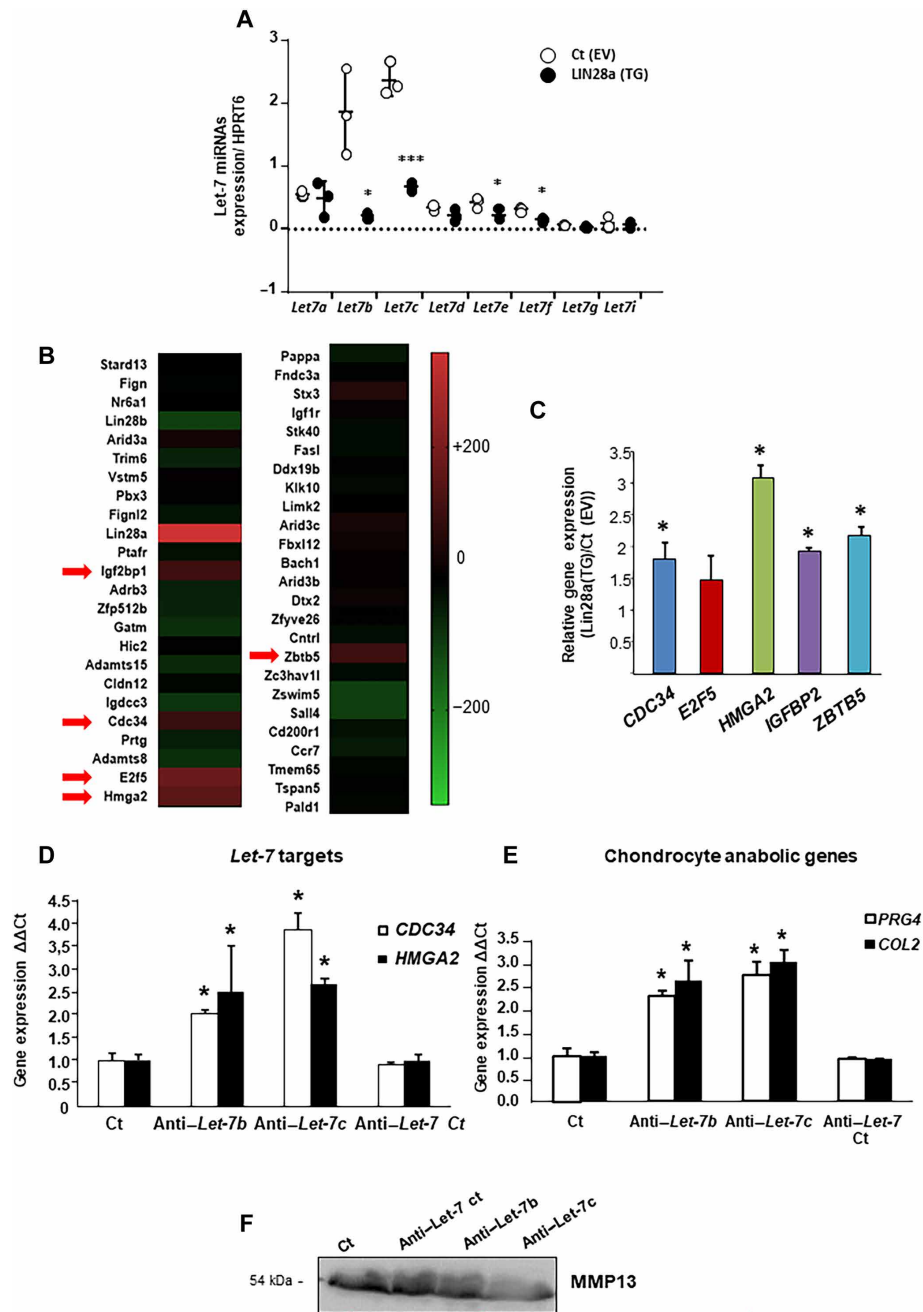 A
3
2
1
0
−1
Let-7 miRNAs
expression/ HPRT6
Ct (EV)
LIN28a (TG)
* *** * *
Let7a Let7b Let7c Let7d Let7e Let7f Let7g Let7i
B
Stard13
Fign
Nr6a1
Lin28b
Arid3a
Trim6
Vstm5
Pbx3
Fignl2
Lin28a
Ptafr
Igf2bp1
Adrb3
Zfp512b
Gatm
Hic2
Adamts15
Cldn12
Igdcc3
Cdc34
Prtg
Adamts8
E2f5
Hmga2
Pappa
Fndc3a
Stx3
Igf1r
Stk40
Fasl
Ddx19b
Klk10
Limk2
Arid3c
Fbxl12
Bach1
Arid3b
Dtx2
Zfyve26
Cntrl
Zbtb5
Zc3hav1l
Zswim5
Sall4
Cd200r1
Ccr7
Tmem65
Tspan5
Pald1
+200
0
−200
C
Relative gene expression
(Lin28a(TG)/Ct (EV))
3.5
3
2.5
2
1.5
1
0.5
* * * *
CDC34 E2F5 HMGA2 IGFBP2 ZBTB5
D
Let-7 targets
Gene expression ΔΔCt
4.5
4.0
3.5
3.0
2.5
2.0
1.5
1.0
0.5
0
* * * *
CDC34
HMGA2
Ct Anti–Let-7b Anti–Let-7c Anti–Let-7 Ct
E
Chondrocyte anabolic genes
Gene expression ΔΔCt
3.5
3.0
2.5
2.0
1.5
1.0
0.5
0.0
* * * *
PRG4
COL2
Ct Anti–Let-7b Anti–Let-7c Anti–Let-7
Ct
F
Ct Anti–Let-7 ct Anti–Let-7b Anti–Let-7c
54 kDa -
MMP13